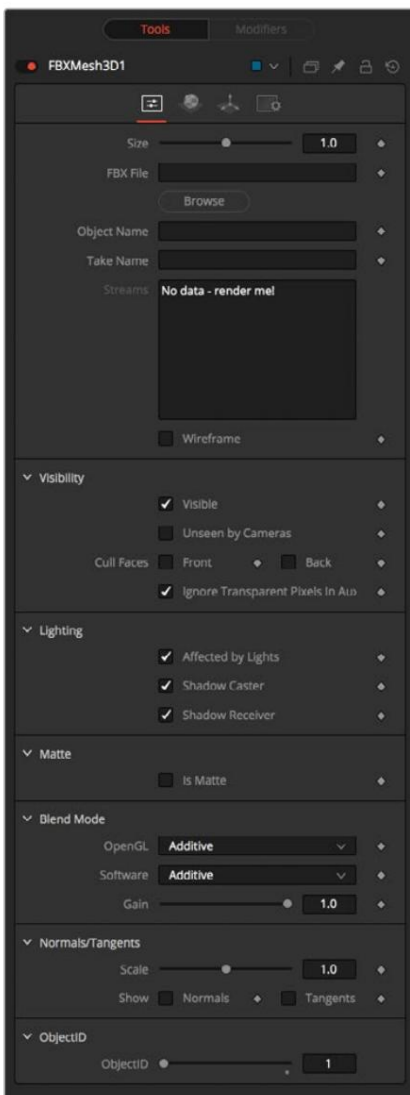 Tools Modifiers
FBXMesh3D1
Size 1.0
FBX File
Browse
Object Name
Take Name
Streams No data - render me!
Wireframe
Visibility
Visible
Unseen by Cameras
Cull Faces Front Back
Ignore Transparent Pixels In Aux
Lighting
Affected by Lights
Shadow Caster
Shadow Receiver
Matte
Is Matte
Blend Mode
OpenGL Additive
Software Additive
Gain 1.0
Normals/Tangents
Scale 1.0
Show Normals Tangents
ObjectID
ObjectID 1